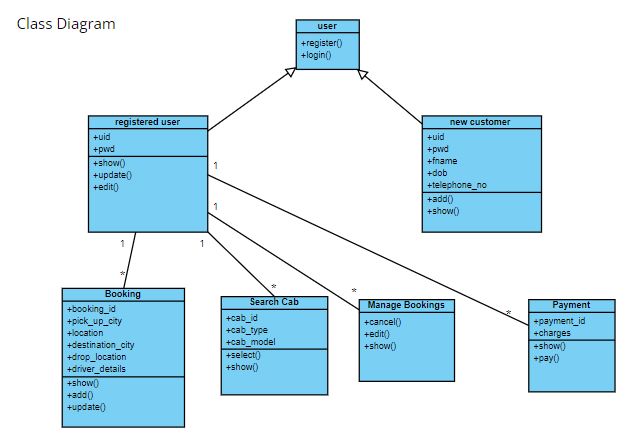 Class Diagram
user
+register()
+login()
registered user
+uid
+pwd
+show()
+update()
+edit()
new customer
+uid
+pwd
+fname
+dob
+telephone_no
+add()
+show()
1
1
1
1
*
*
*
*
Booking
+booking_id
+pick_up_city
+location
+destination_city
+drop_location
+driver_details
+show()
+add()
+update()
Search Cab
+cab_id
+cab_type
+cab_model
+select()
+show()
Manage Bookings
+cancel()
+edit()
+show()
Payment
+payment_id
+charges
+show()
+pay()